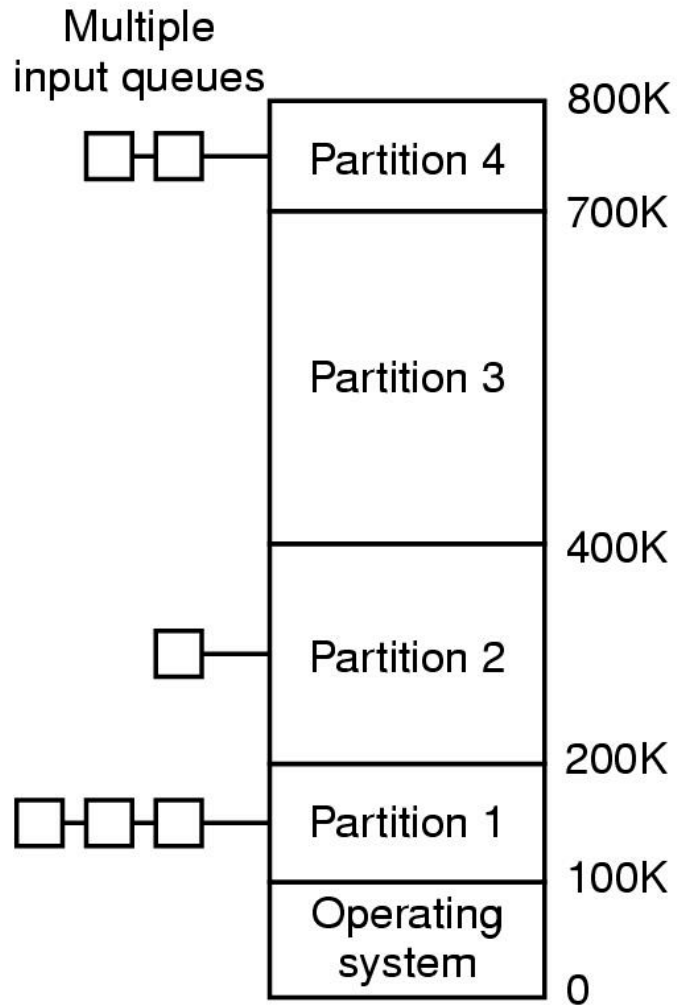 Multiple
input queues
800K
Partition 4
700K
Partition 3
400K
Partition 2
200K
Partition 1
100K
Operating
system
0